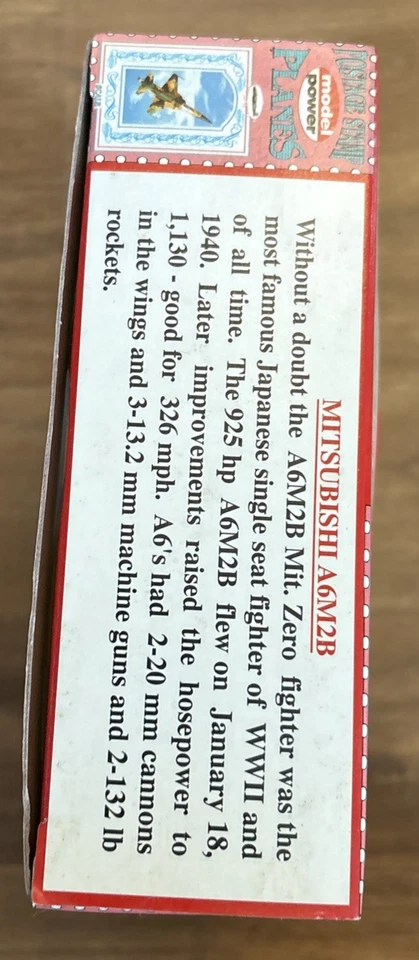 POSTAGE STAMP
PLANES
model
power
MITSUBISHI A6M2B
Without a doubt the A6M2B Mit. Zero fighter was the
most famous Japanese single seat fighter of WWII and
of all time. The 925 hp A6M2B flew on January 18,
1940. Later improvements raised the hosepower to
1,130 - good for 326 mph. A6's had 2-20 mm cannons
in the wings and 3-13.2 mm machine guns and 2-132 lb
rockets.